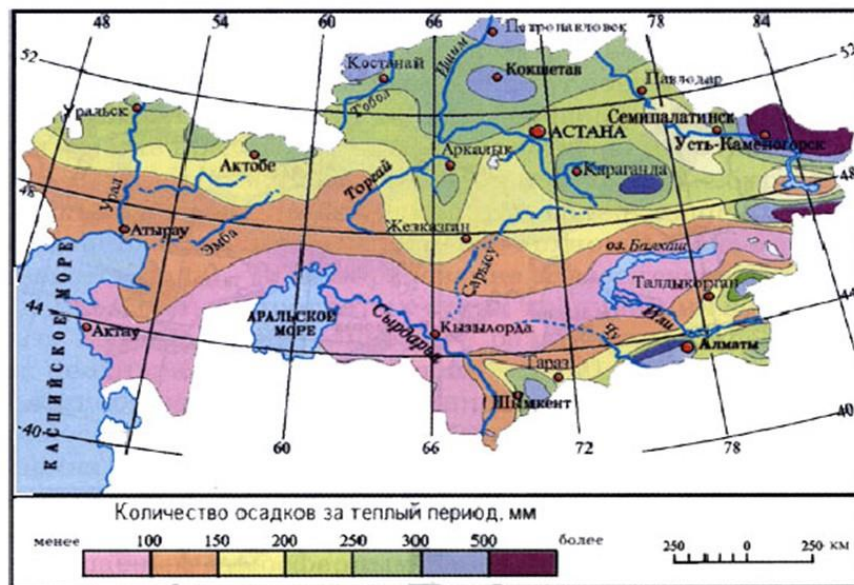 48
54
60
66
72
78
84
52
52
Петропавловск
Костанай
Кокшетав
Ишым
Тобол
Павлодар
Уральск
Семипалатинск
АСТАНА
Усть-Каменогорск
Актобе
Аркалык
Караганда
48
48
Урал
Торгай
Атырау
Эмба
Жезказган
оз. Балхаш
Сарысу
Талдыкорган
44
44
АРАЛЬСКОЕ
МОРЕ
Сырдарья
Кызылорда
Чу
Или
Актау
Алматы
Тараз
Шымкент
КАСПИЙСКОЕ МОРЕ
40
40
60
66
72
78
Количество осадков за теплый период, мм
менее 100 150 200 250 300 500 более
250 0 250 км